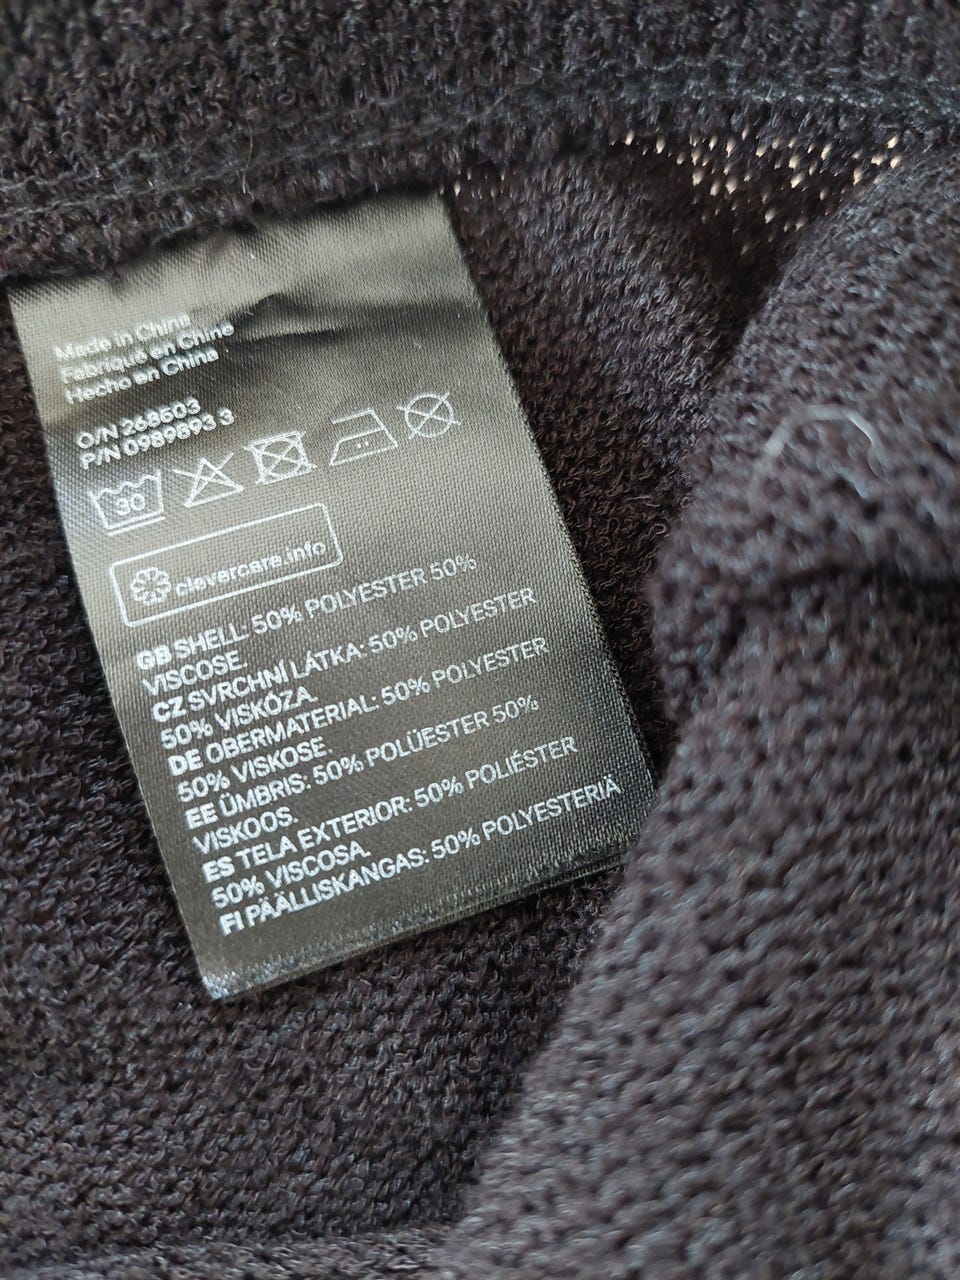 Made in China
Fabriqué en Chine
Hecho en China
O/N 268503
P/N 0989893 3
30
clevercare.info
GB SHELL: 50% POLYESTER 50%
VISCOSE.
CZ SVRCHNÍ LÁTKA: 50% POLYESTER
50% VISKÓZA.
DE OBERMATERIAL: 50% POLYESTER
50% VISKOSE.
EE ÜMBRIS: 50% POLÜESTER 50%
VISKOOS.
ES TELA EXTERIOR: 50% POLIÉSTER
50% VISCOSA.
FI PÄÄLLISKANGAS: 50% POLYESTERIÄ